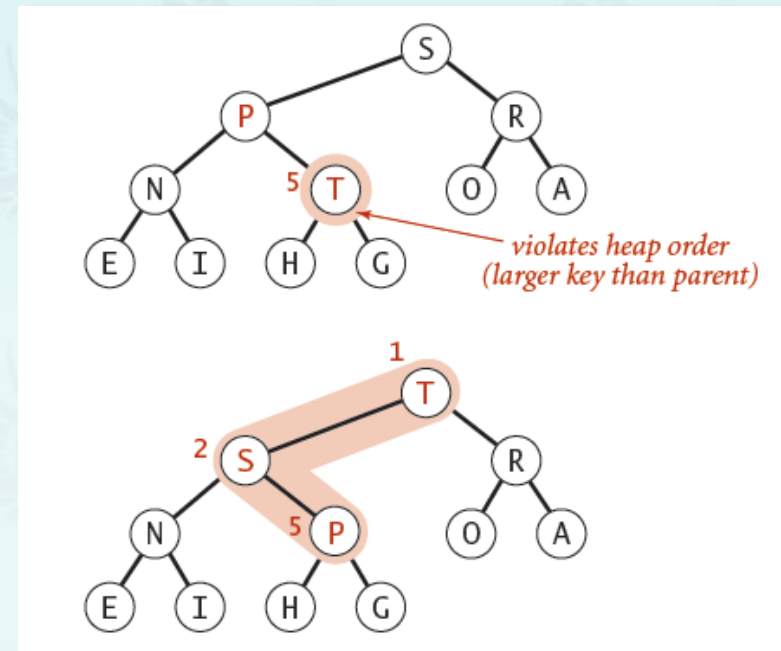 S
P R
N 5 T O A
violates heap order
(larger key than parent)
E I H G
1
T
2 S R
N 5 P O A
E I H G